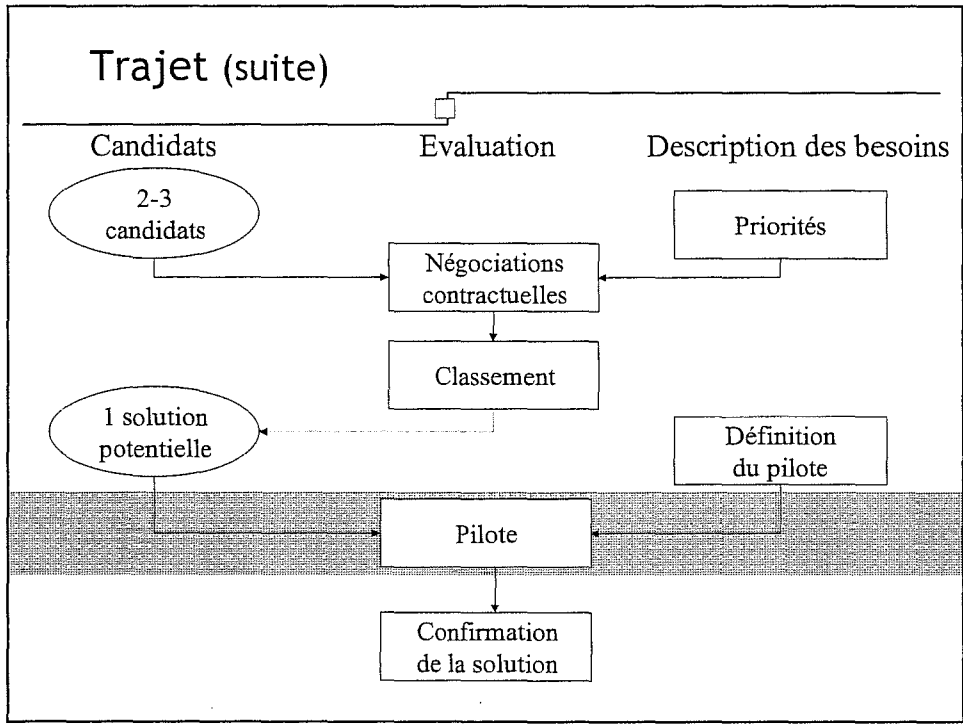 Trajet (suite)
Candidats
Evaluation
Description des besoins
2-3
candidats
Priorités
Négociations
contractuelles
Classement
1 solution
potentielle
Définition
du pilote
Pilote
Confirmation
de la solution